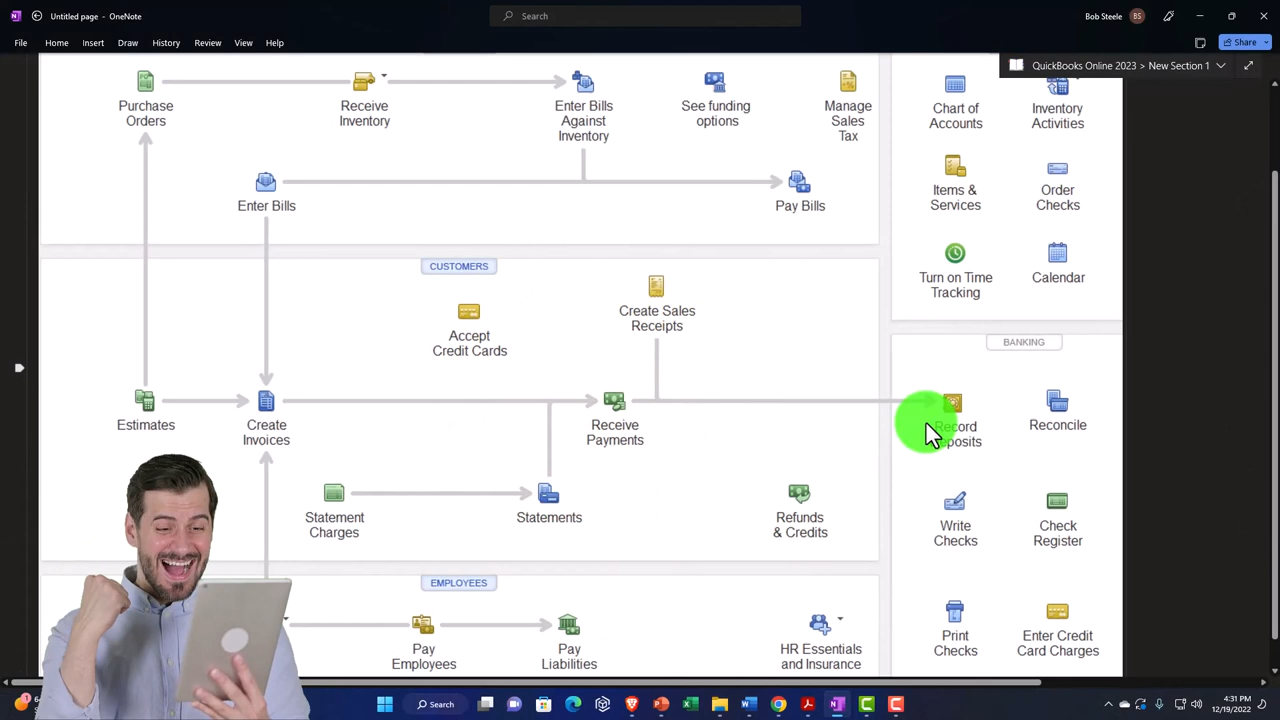 Untitled page - OneNote
Search
Bob Steele
BS
File
Home
Insert
Draw
History
Review
View
Help
Share
QuickBooks Online 2023 > New Section 1
Purchase
Orders
Receive
Inventory
Enter Bills
Against
Inventory
See funding
options
Manage
Sales
Tax
Chart of
Accounts
Inventory
Activities
Enter Bills
Pay Bills
Items &
Services
Order
Checks
Turn on Time
Tracking
Calendar
CUSTOMERS
Create Sales
Receipts
Accept
Credit Cards
BANKING
Estimates
Create
Invoices
Receive
Payments
Record
Reconcile
Statement
Charges
Statements
Refunds
& Credits
Write
Checks
Check
Register
EMPLOYEES
Pay
Employees
Pay
Liabilities
HR Essentials
and Insurance
Print
Checks
Enter Credit
Card Charges
Search
4:31 PM
12/19/2022